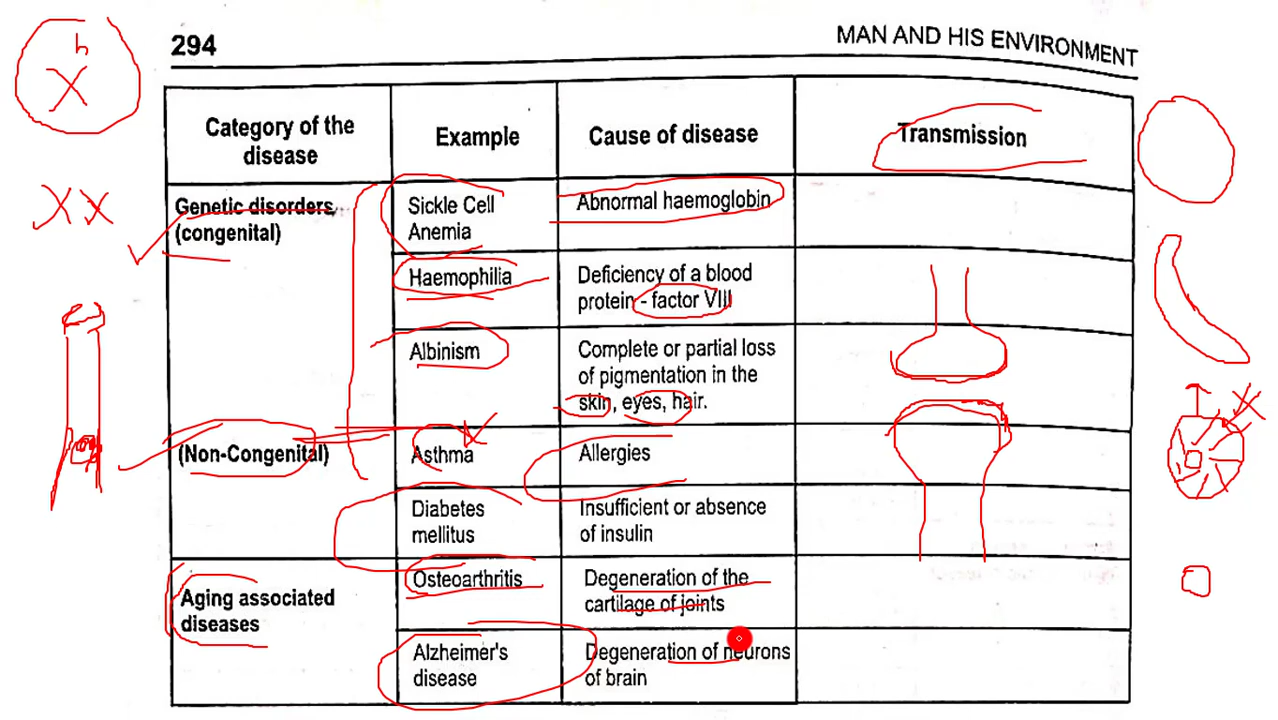 294
MAN AND HIS ENVIRONMENT
Category of the
disease
Example
Cause of disease
Transmission
Genetic disorders,
(congenital)
Sickle Cell
Anemia
Abnormal haemoglobin
Haemophilia
Deficiency of a blood
protein - factor VIII
Albinism
Complete or partial loss
of pigmentation in the
skin, eyes, hair.
(Non-Congenital)
Asthma
Allergies
Diabetes
mellitus
Insufficient or absence
of insulin
Aging associated
diseases
Osteoarthritis
Degeneration of the
cartilage of joints
Alzheimer's
disease
Degeneration of neurons
of brain
h
X
XX